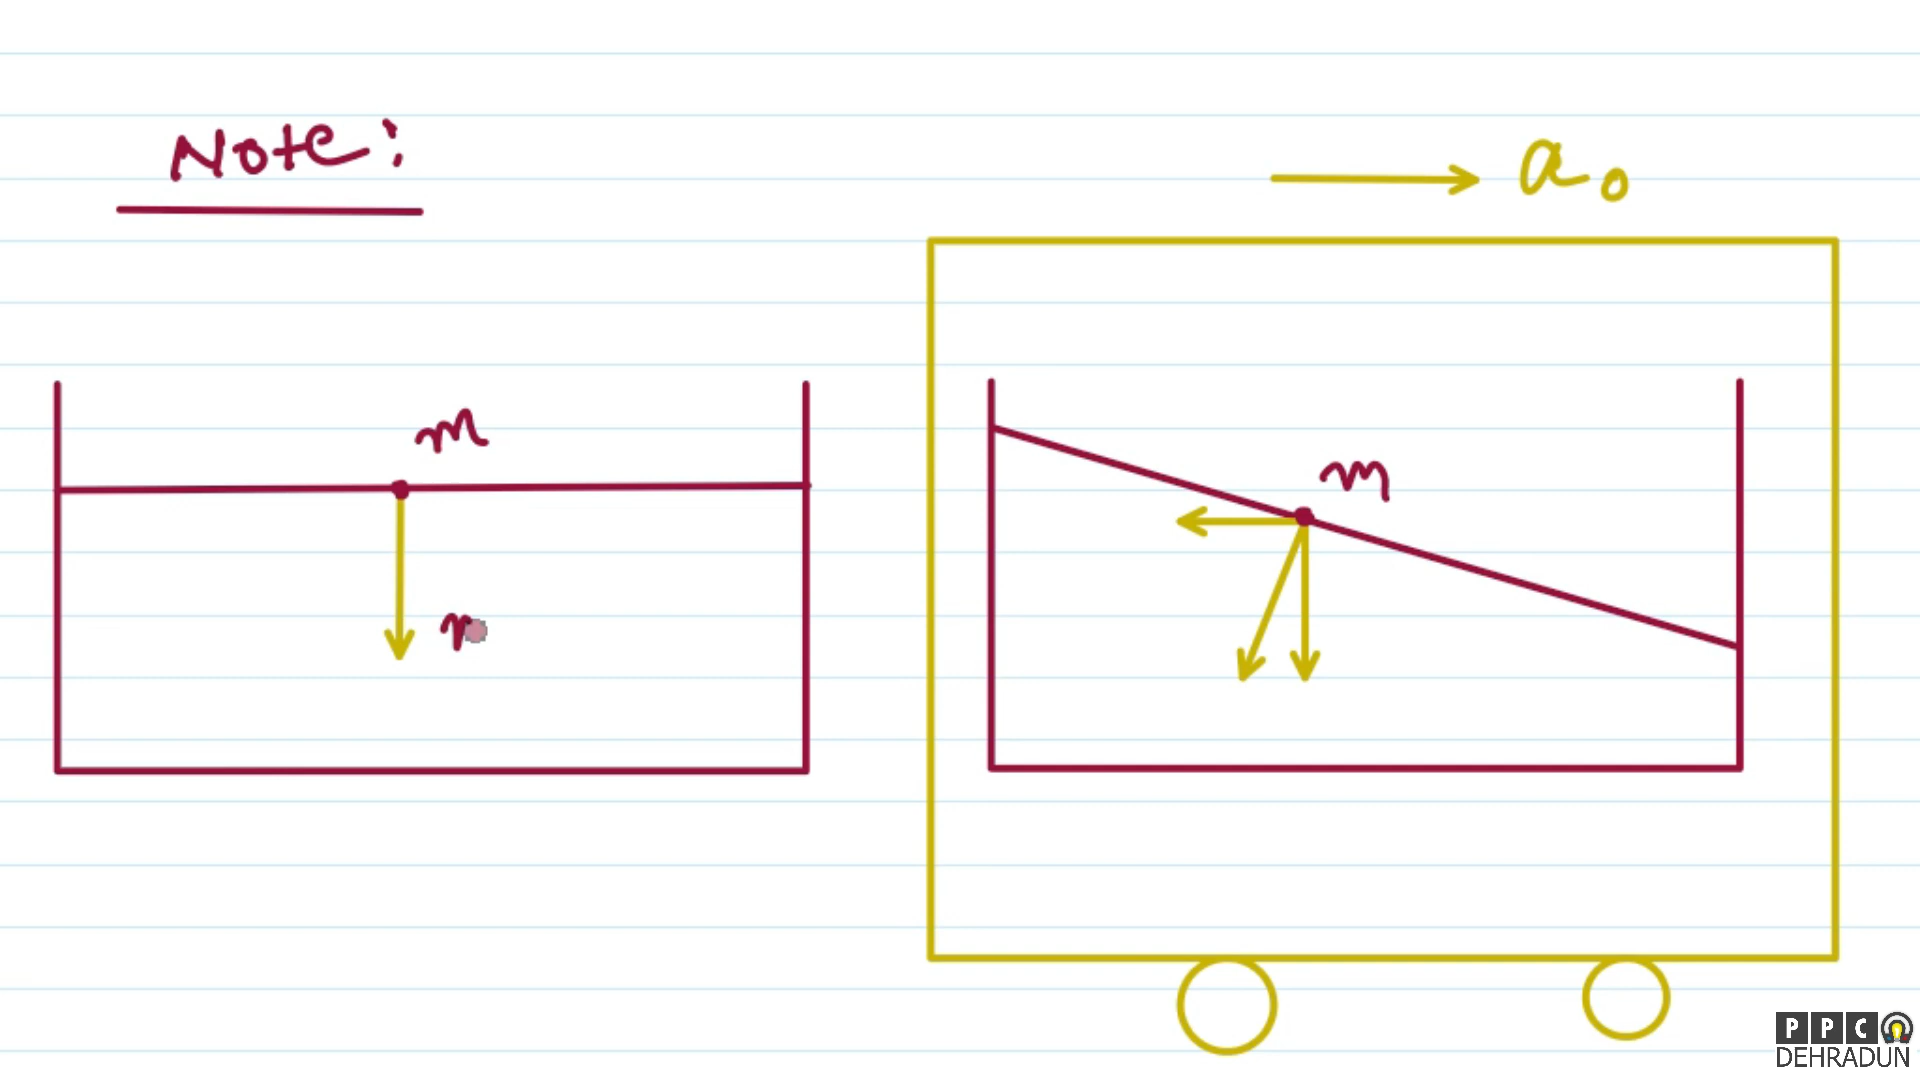 Note:
a₀
m
m
PPC
DEHRADUN